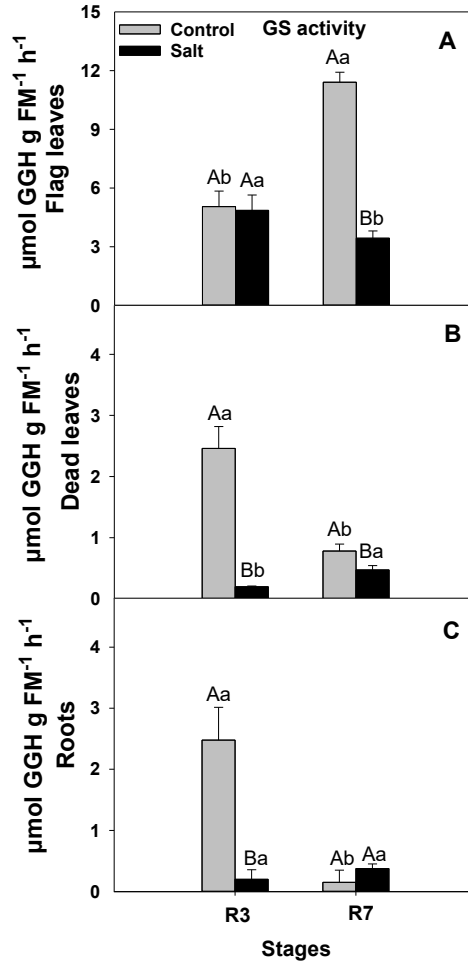 Control GS activity
Salt
A
15
12
9
6
3
0
Ab Aa Aa Bb
µmol GGH g FM⁻¹ h⁻¹
Flag leaves
B
4
3
2
1
0
Aa Bb Ab Ba
µmol GGH g FM⁻¹ h⁻¹
Dead leaves
C
4
3
2
1
0
Aa Ba Ab Aa
µmol GGH g FM⁻¹ h⁻¹
Roots
R3 R7
Stages